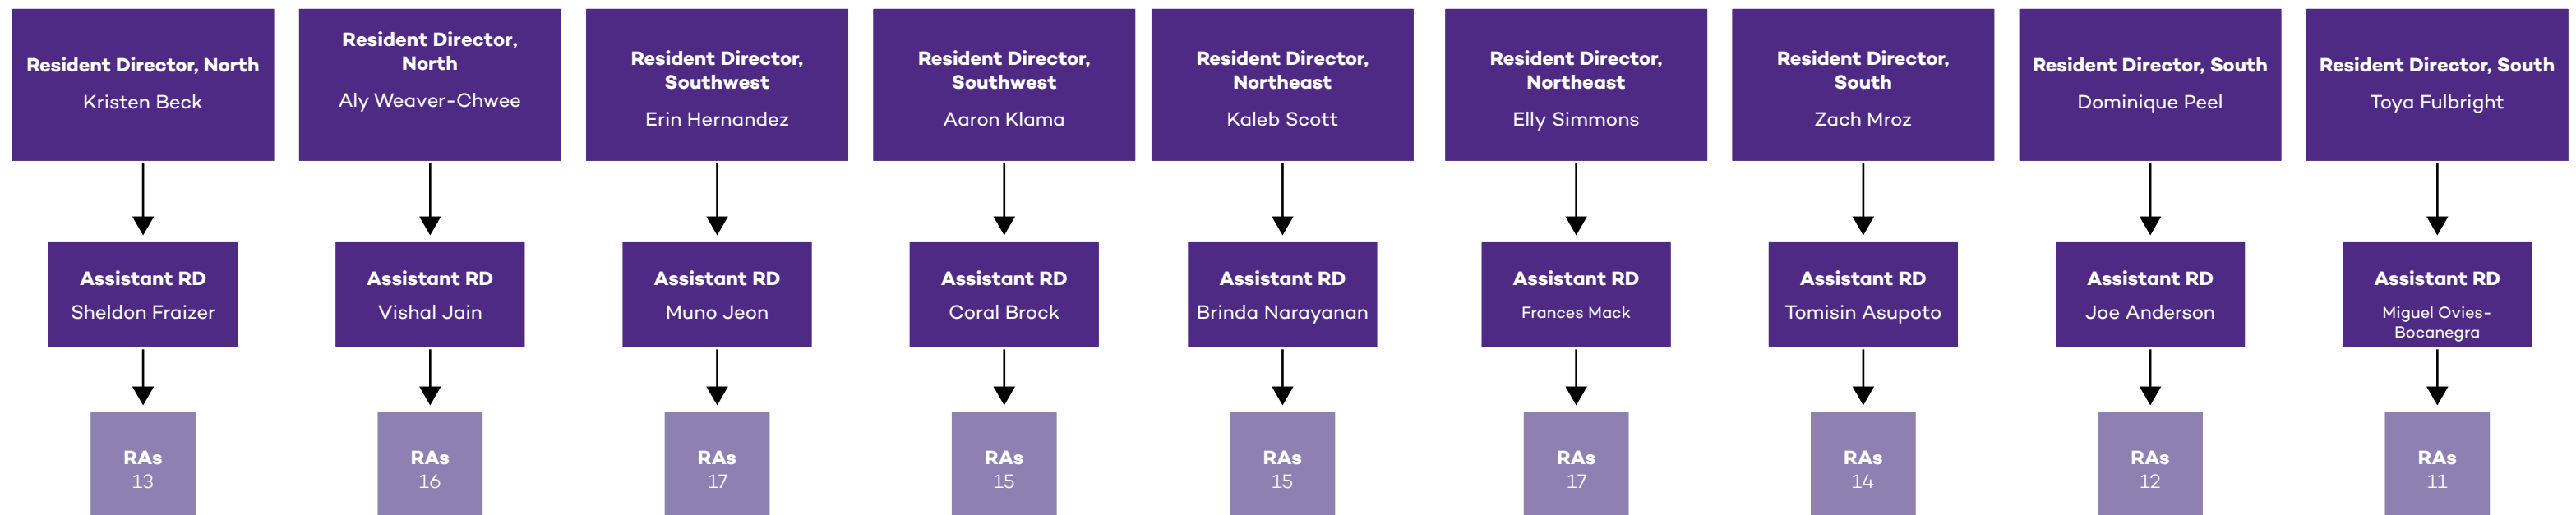 Resident Director, North
Kristen Beck
Resident Director,
North
Aly Weaver-Chwee
Resident Director,
Southwest
Erin Hernandez
Resident Director,
Southwest
Aaron Klama
Resident Director,
Northeast
Kaleb Scott
Resident Director,
Northeast
Elly Simmons
Resident Director,
South
Zach Mroz
Resident Director, South
Dominique Peel
Resident Director, South
Toya Fulbright
Assistant RD
Sheldon Fraizer
Assistant RD
Vishal Jain
Assistant RD
Muno Jeon
Assistant RD
Coral Brock
Assistant RD
Brinda Narayanan
Assistant RD
Frances Mack
Assistant RD
Tomisin Asupoto
Assistant RD
Joe Anderson
Assistant RD
Miguel Ovies-
Bocanegra
RAs
13
RAs
16
RAs
17
RAs
15
RAs
15
RAs
17
RAs
14
RAs
12
RAs
11